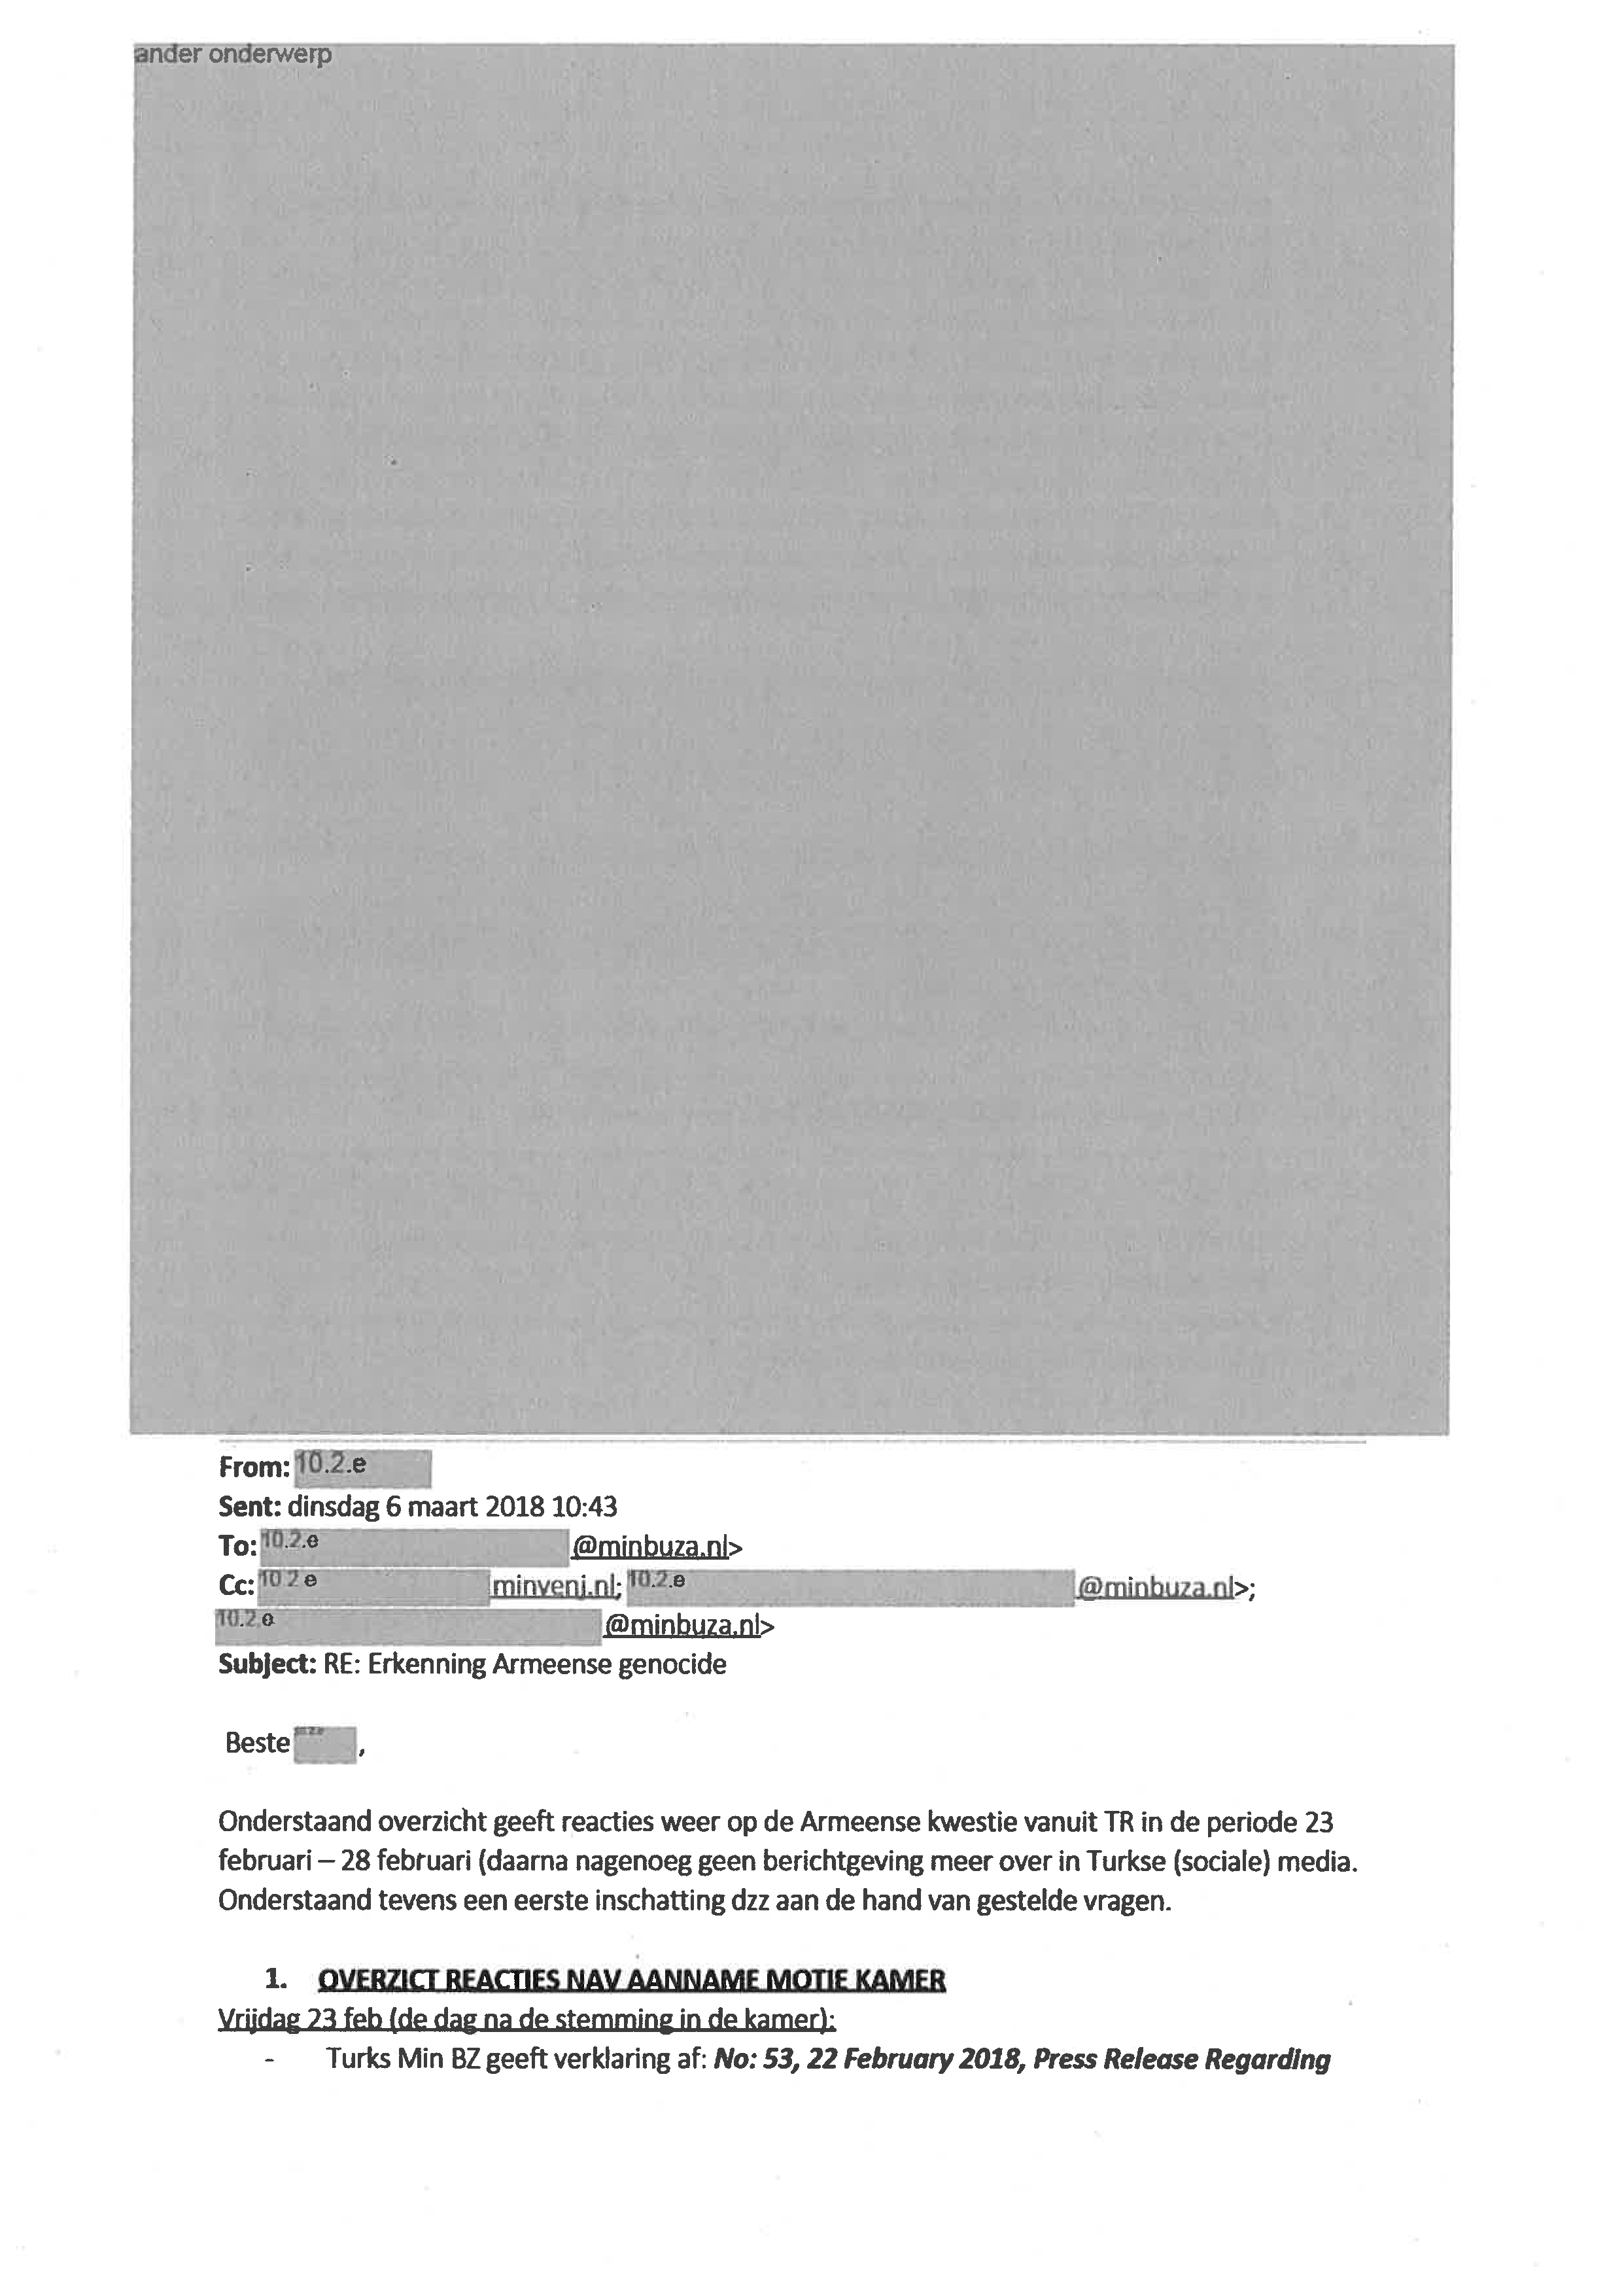 ander onderwerp
From: 10.2.e
Sent: dinsdag 6 maart 2018 10:43
To: 10.2.e @minbuza.nl>
Cc: 10 2 e minvenj.nl; 10.2.e @minbuza.nl>;
10.2.e @minbuza.nl>
Subject: RE: Erkenning Armeense genocide
Beste ,
Onderstaand overzicht geeft reacties weer op de Armeense kwestie vanuit TR in de periode 23
februari – 28 februari (daarna nagenoeg geen berichtgeving meer over in Turkse (sociale) media.
Onderstaand tevens een eerste inschatting dzz aan de hand van gestelde vragen.
1. OVERZICT REACTIES NAV AANNAME MOTIE KAMER
Vrijdag 23 feb (de dag na de stemming in de kamer):
- Turks Min BZ geeft verklaring af: No: 53, 22 February 2018, Press Release Regarding